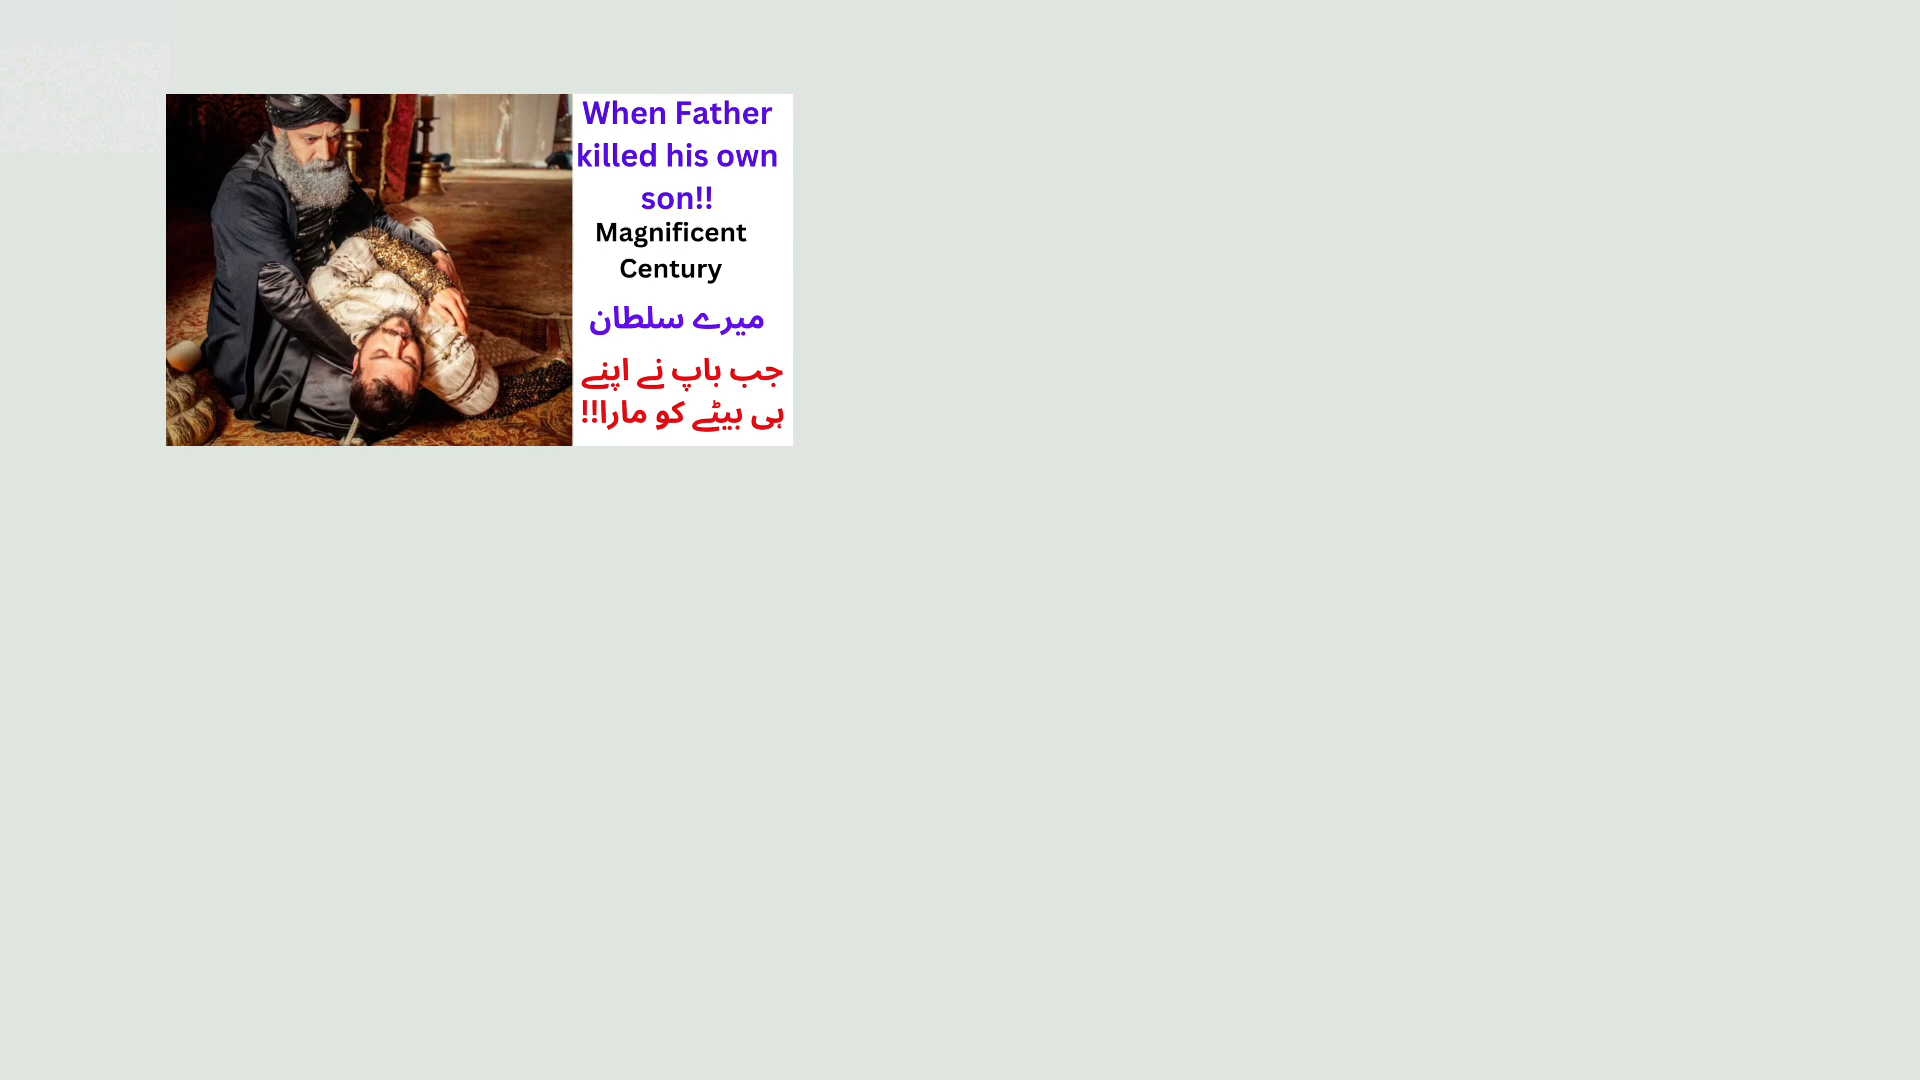 When Father
killed his own
son!!
Magnificent
Century
میرے سلطان
جب باپ نے اپنے
ہی بیٹے کو مارا!!